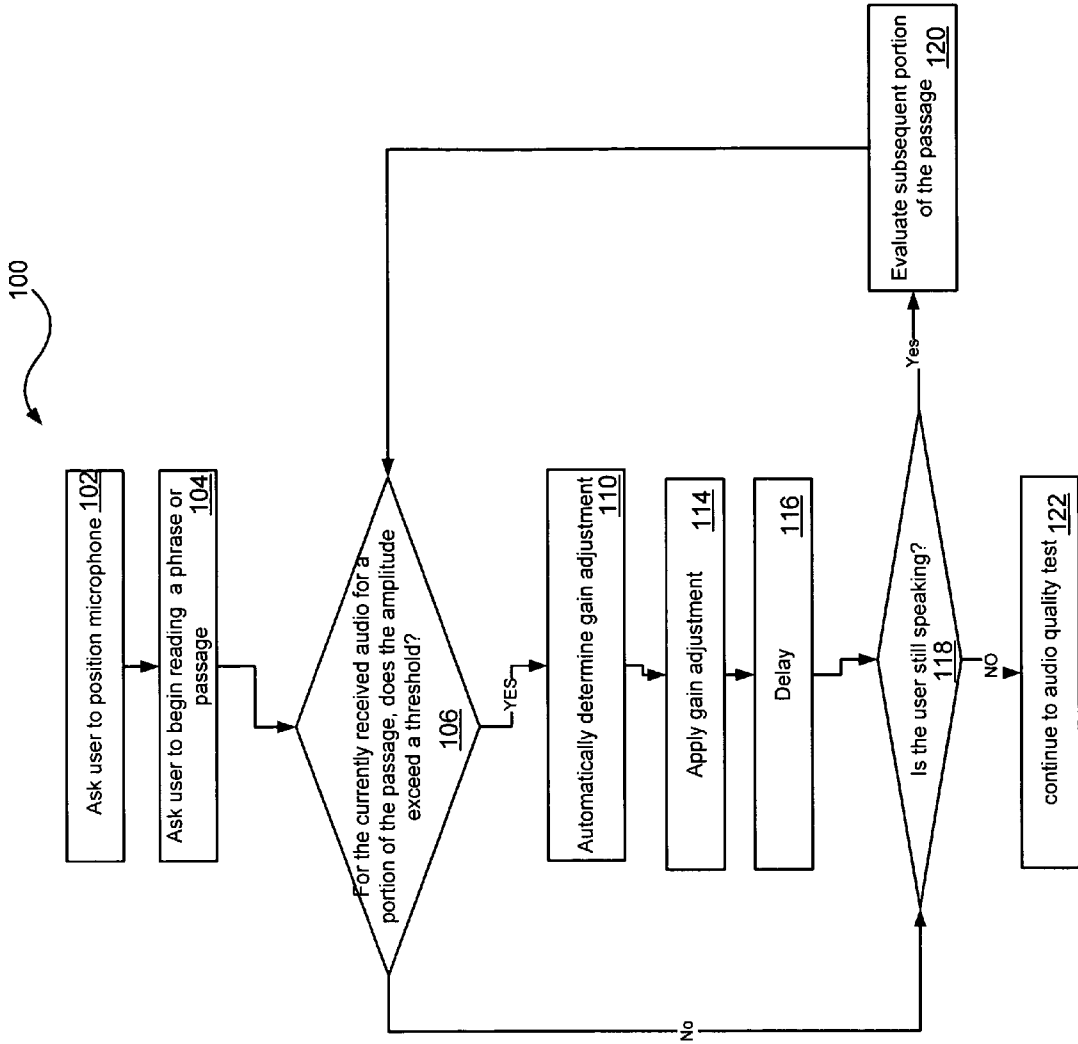 100
Ask user to position microphone 102
Ask user to begin reading a phrase or
passage
104
For the currently received audio for a
portion of the passage, does the amplitude
exceed a threshold?
106
No
YES
Automatically determine gain adjustment
110
Apply gain adjustment
114
Delay
116
Is the user still speaking?
118
Yes
Evaluate subsequent portion
of the passage
120
NO
continue to audio quality test 122